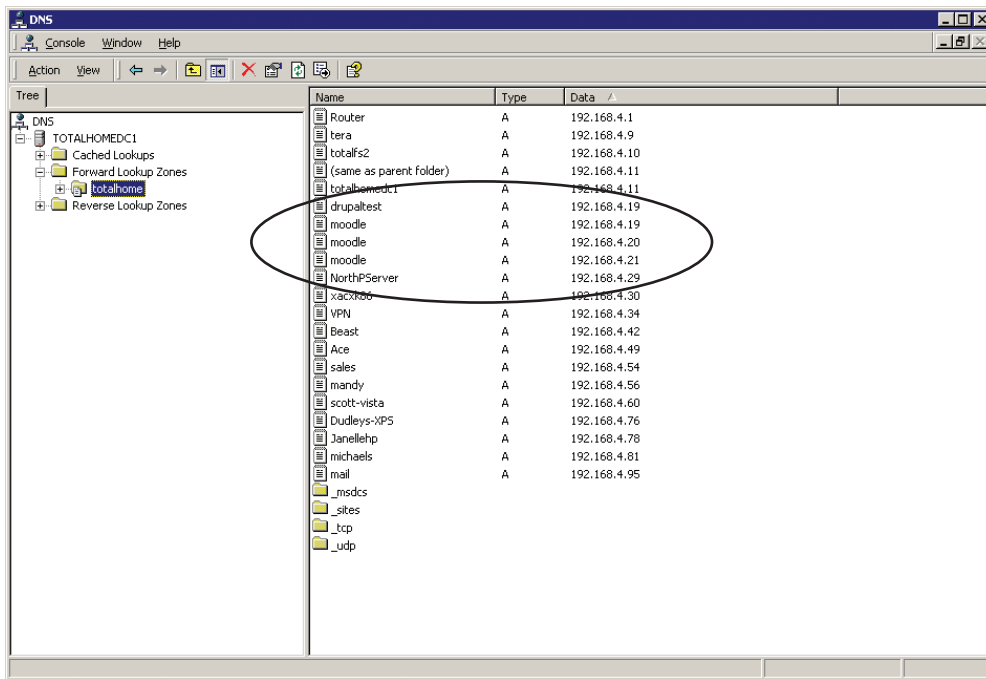 DNS
Console Window Help
Action View
Tree
DNS
TOTALHOMEDC1
Cached Lookups
Forward Lookup Zones
totalhome
Reverse Lookup Zones
Name Type Data
Router A 192.168.4.1
tera A 192.168.4.9
totalfs2 A 192.168.4.10
(same as parent folder) A 192.168.4.11
totalhomedc1 A 192.168.4.11
drupaltest A 192.168.4.19
moodle A 192.168.4.19
moodle A 192.168.4.20
moodle A 192.168.4.21
NorthPServer A 192.168.4.29
xacxk86 A 192.168.4.30
VPN A 192.168.4.34
Beast A 192.168.4.42
Ace A 192.168.4.49
sales A 192.168.4.54
mandy A 192.168.4.56
scott-vista A 192.168.4.60
Dudleys-XPS A 192.168.4.76
Janellehp A 192.168.4.78
michaels A 192.168.4.81
mail A 192.168.4.95
_msdcs
_sites
_tcp
_udp